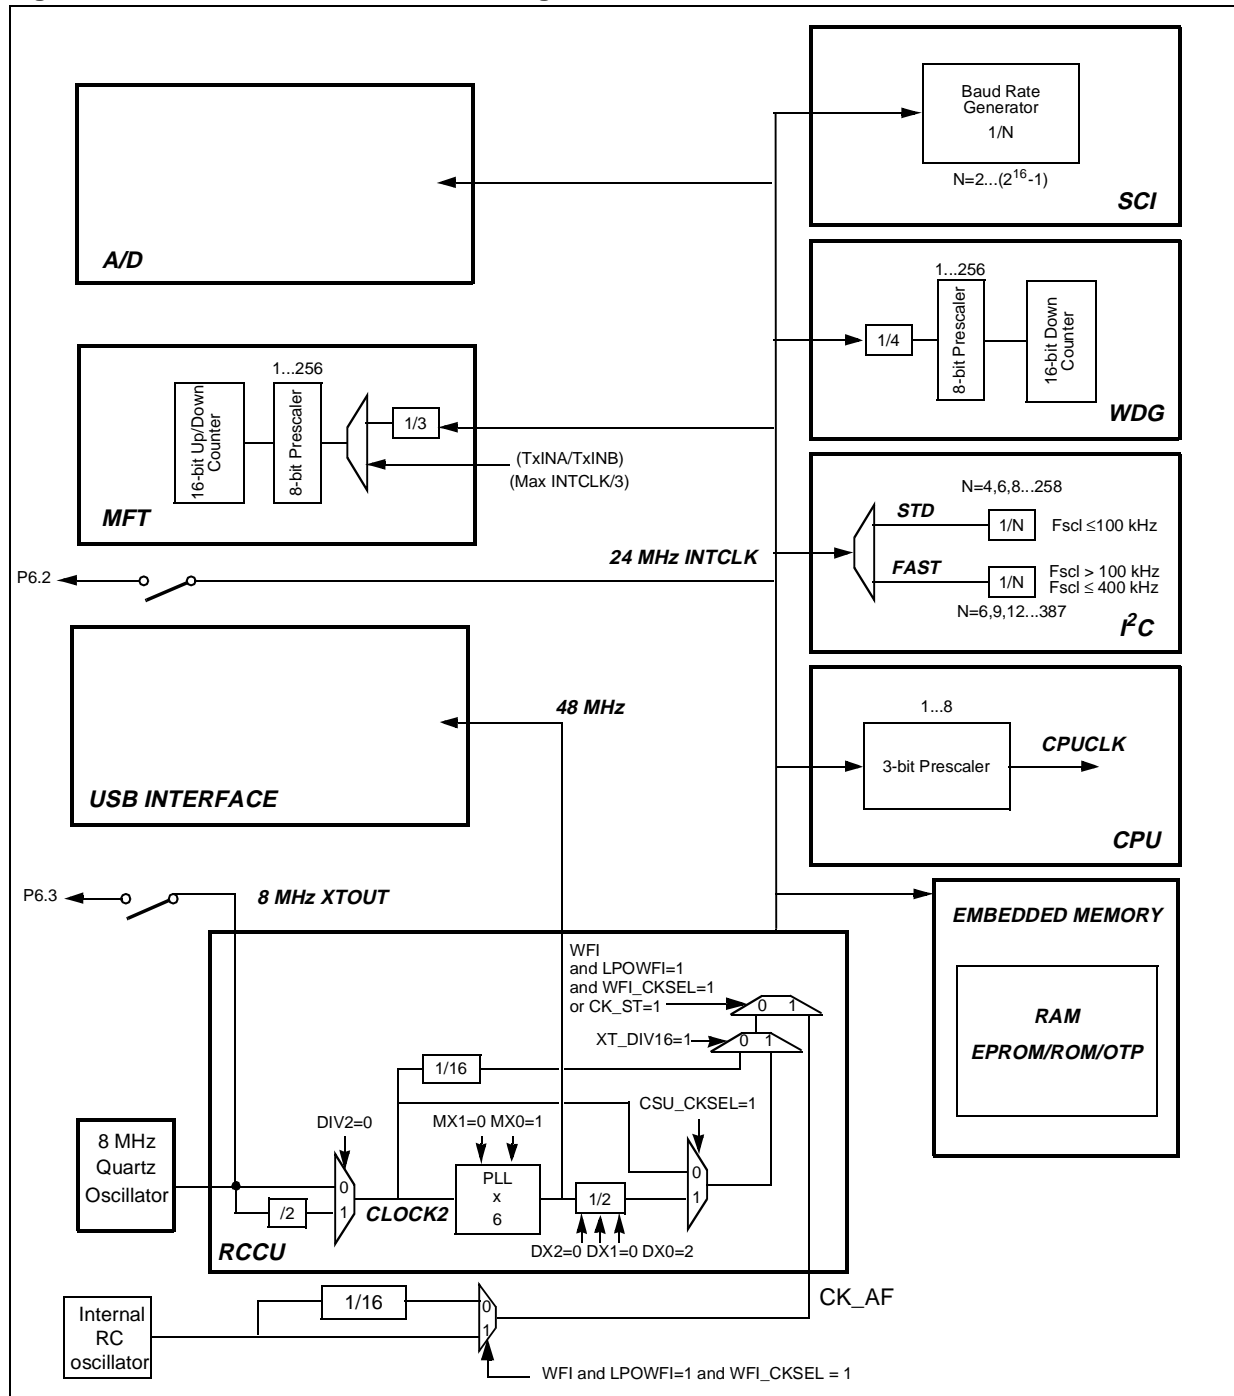 Baud Rate
Generator
1/N
N=2...(2¹⁶-1)
SCI
A/D
1...256
1/4
8-bit Prescaler
16-bit Down
Counter
WDG
1...256
16-bit Up/Down
Counter
8-bit Prescaler
1/3
(TxINA/TxINB)
(Max INTCLK/3)
MFT
N=4,6,8...258
STD
1/N
Fscl ≤100 kHz
FAST
1/N
Fscl > 100 kHz
Fscl ≤ 400 kHz
N=6,9,12...387
I²C
24 MHz INTCLK
P6.2
48 MHz
USB INTERFACE
1...8
3-bit Prescaler
CPUCLK
CPU
P6.3
8 MHz XTOUT
EMBEDDED MEMORY
RAM
EPROM/ROM/OTP
WFI
and LPOWFI=1
and WFI_CKSEL=1
or CK_ST=1
0 1
XT_DIV16=1
0 1
1/16
CSU_CKSEL=1
DIV2=0
MX1=0 MX0=1
8 MHz
Quartz
Oscillator
/2
0
1
CLOCK2
PLL
x
6
1/2
0
1
DX2=0 DX1=0 DX0=2
RCCU
CK_AF
Internal
RC
oscillator
1/16
0
1
WFI and LPOWFI=1 and WFI_CKSEL = 1